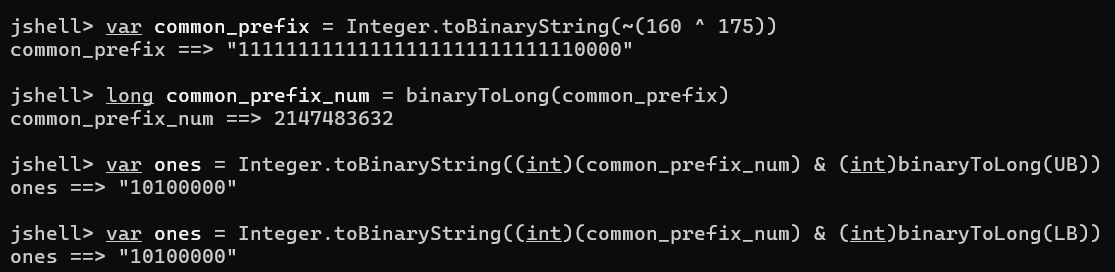 jshell> var common_prefix = Integer.toBinaryString(~(160 ^ 175))
common_prefix ==> "11111111111111111111111111110000"
jshell> long common_prefix_num = binaryToLong(common_prefix)
common_prefix_num ==> 2147483632
jshell> var ones = Integer.toBinaryString((int)(common_prefix_num) & (int)binaryToLong(UB))
ones ==> "10100000"
jshell> var ones = Integer.toBinaryString((int)(common_prefix_num) & (int)binaryToLong(LB))
ones ==> "10100000"